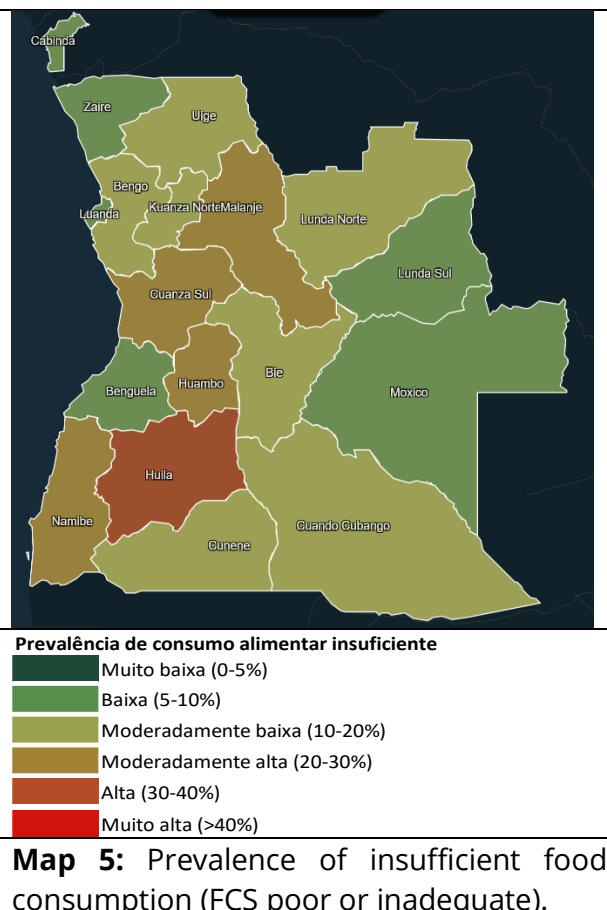 Cabinda
Zaire
Uige
Bengo
Luanda
Kuanza Norte
Malanje
Lunda Norte
Lunda Sul
Cuanza Sul
Benguela
Huambo
Bie
Moxico
Huila
Namibe
Cuando Cubango
Cunene
Prevalência de consumo alimentar insuficiente
Muito baixa (0-5%)
Baixa (5-10%)
Moderadamente baixa (10-20%)
Moderadamente alta (20-30%)
Alta (30-40%)
Muito alta (>40%)
Map 5: Prevalence of insufficient food
consumption (FCS poor or inadequate).